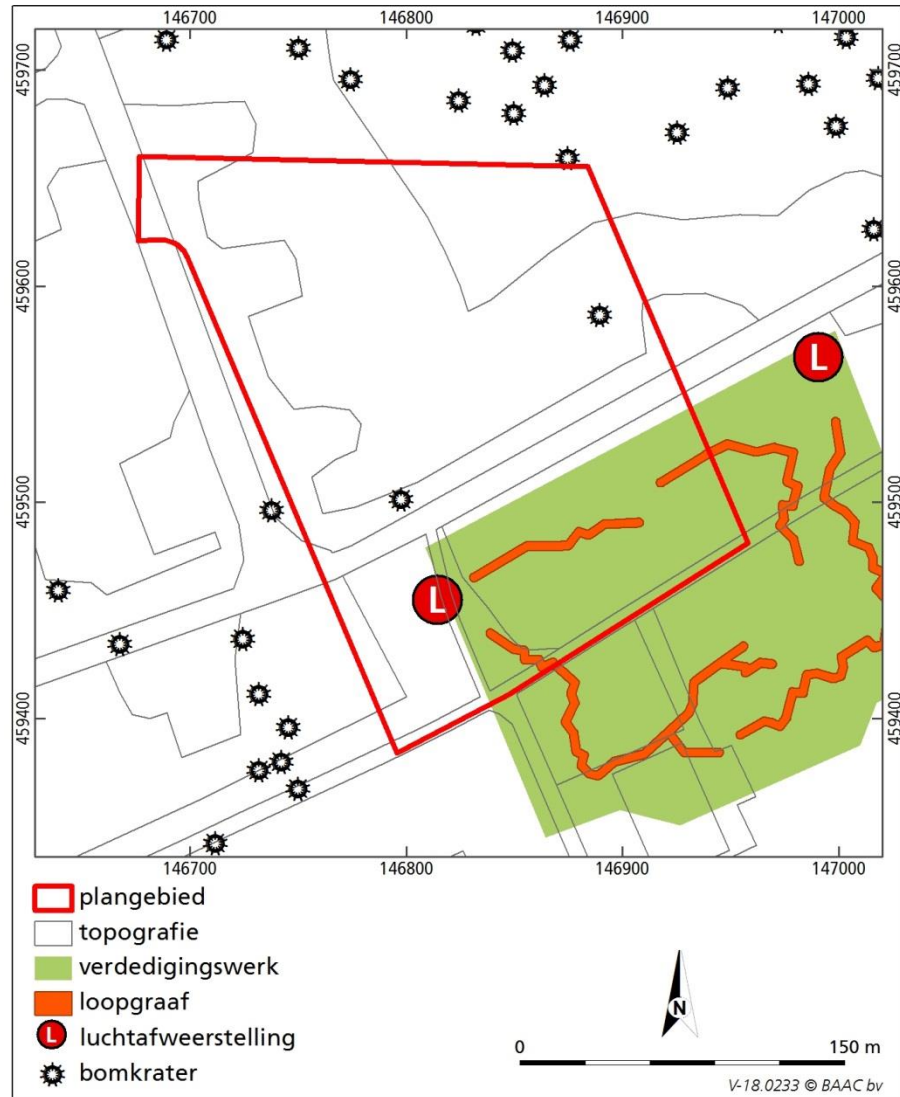 146700 146800 146900 147000
459700 459700
459600 459600
459500 459500
459400 459400
146700 146800 146900 147000
L
L
plangebied
topografie
verdedigingswerk
loopgraaf
L luchtafweerstelling
bomkrater
N
0 150 m
V-18.0233 © BAAC bv